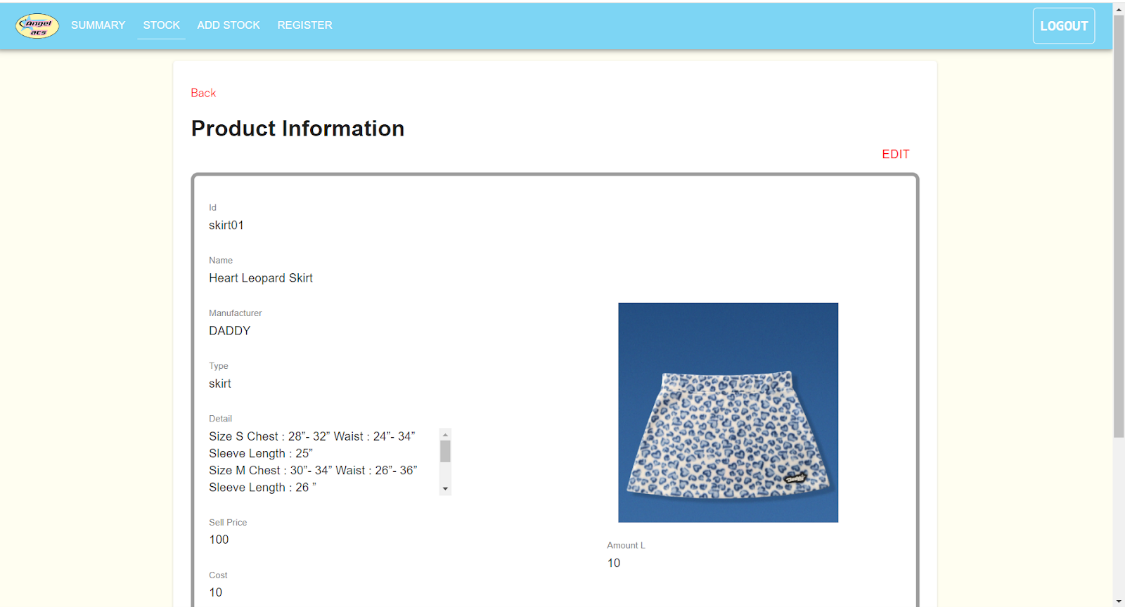 Angel
acs
SUMMARY
STOCK
ADD STOCK
REGISTER
LOGOUT
Back
Product Information
EDIT
Id
skirt01
Name
Heart Leopard Skirt
Manufacturer
DADDY
Type
skirt
Detail
Size S Chest : 28”- 32” Waist : 24”- 34”
Sleeve Length : 25”
Size M Chest : 30”- 34” Waist : 26”- 36”
Sleeve Length : 26 ”
Sell Price
100
Cost
10
Amount L
10